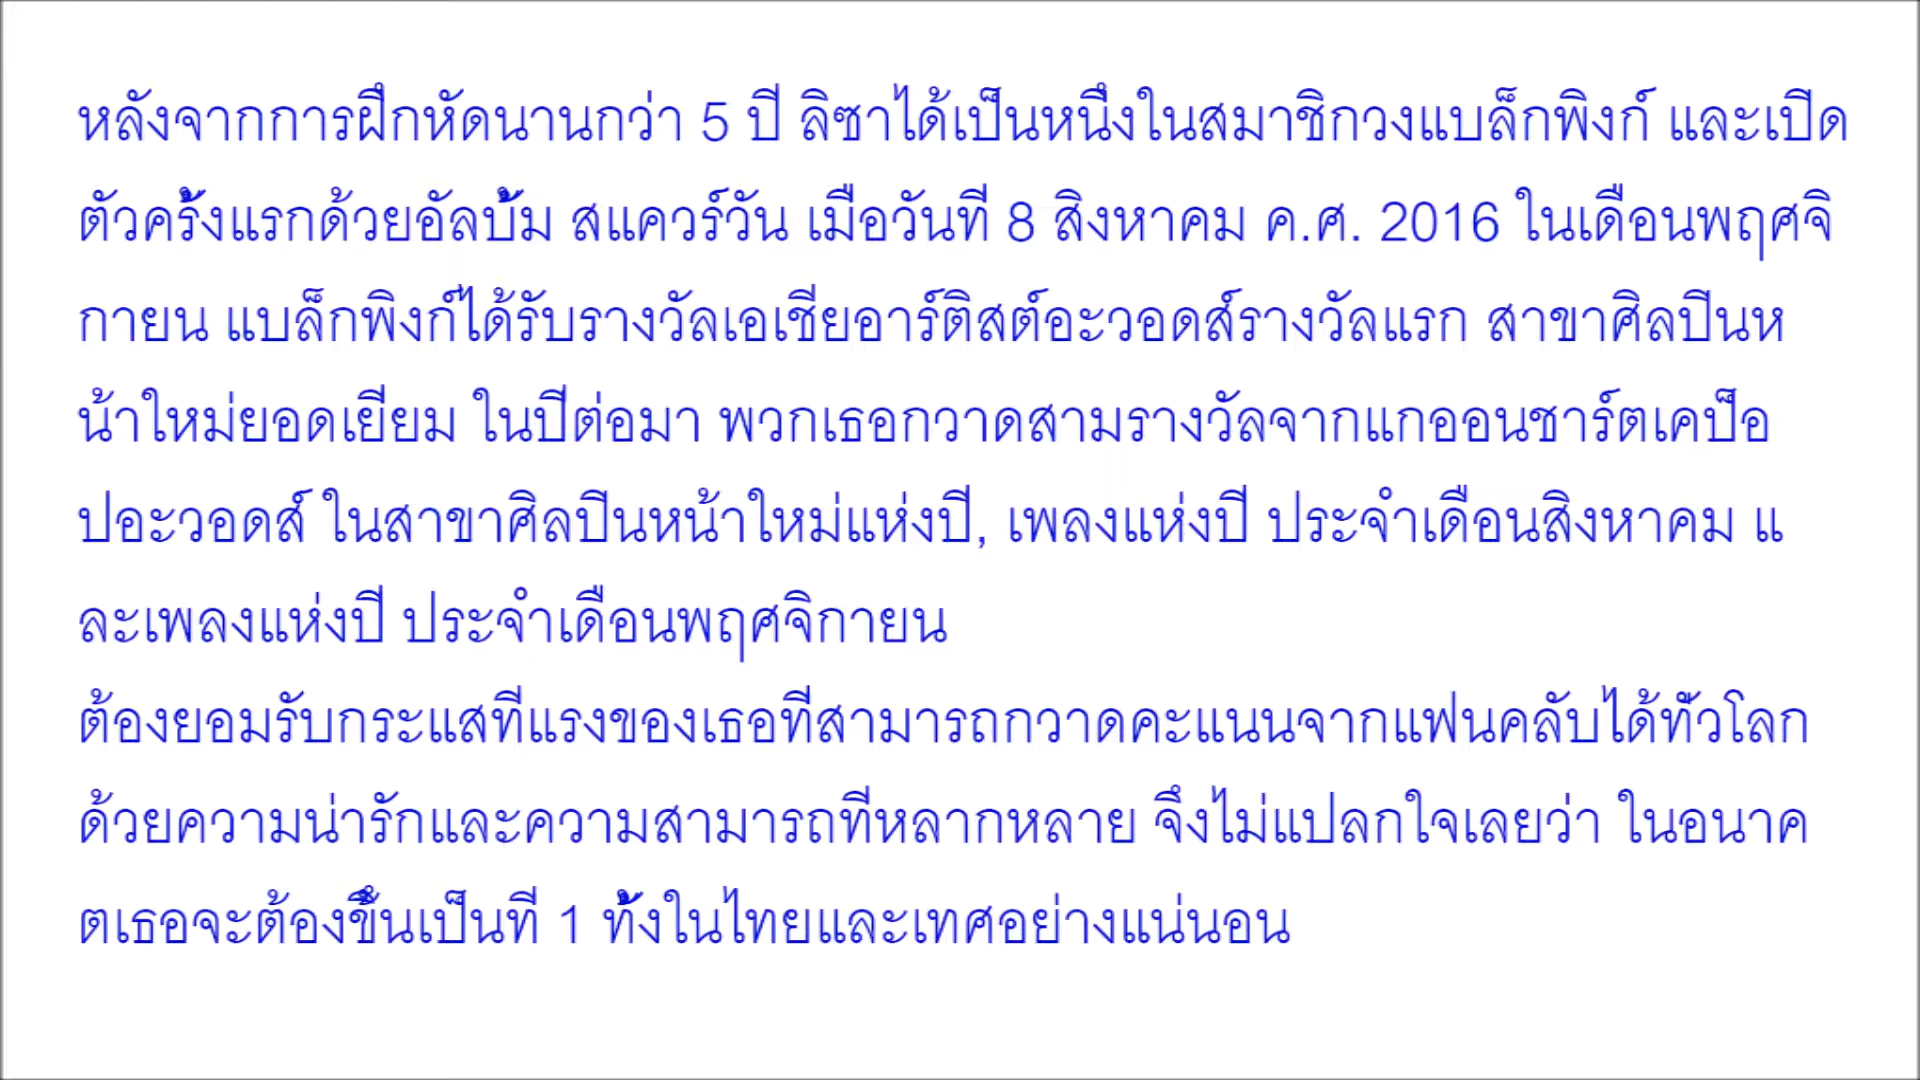 หลังจากการฝึกหัดนานกว่า 5 ปี ลิซาได้เป็นหนึ่งในสมาชิกวงแบล็กพิงก์ และเปิด
ตัวครั้งแรกด้วยอัลบั้ม สแควร์วัน เมื่อวันที่ 8 สิงหาคม ค.ศ. 2016 ในเดือนพฤศจิ
กายน แบล็กพิงก์ได้รับรางวัลเอเชียอาร์ติสต์อะวอดส์รางวัลแรก สาขาศิลปินห
น้าใหม่ยอดเยี่ยม ในปีต่อมา พวกเธอกวาดสามรางวัลจากแกออนชาร์ตเคป็อ
ปอะวอดส์ ในสาขาศิลปินหน้าใหม่แห่งปี, เพลงแห่งปี ประจำเดือนสิงหาคม แ
ละเพลงแห่งปี ประจำเดือนพฤศจิกายน
ต้องยอมรับกระแสที่แรงของเธอที่สามารถกวาดคะแนนจากแฟนคลับได้ทั่วโลก
ด้วยความน่ารักและความสามารถที่หลากหลาย จึงไม่แปลกใจเลยว่า ในอนาค
ตเธอจะต้องขึ้นเป็นที่ 1 ทั้งในไทยและเทศอย่างแน่นอน